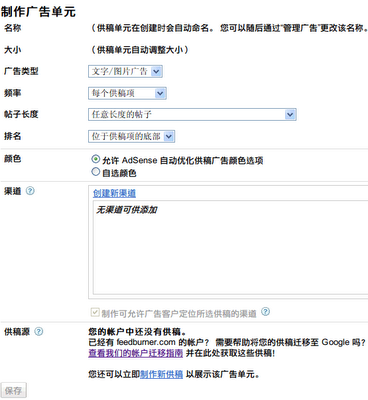 制作广告单元
名称 （供稿单元在创建时会自动命名。 您可以随后通过“管理广告”更改该名称。
大小 （供稿单元自动调整大小）
广告类型 文字/图片广告
频率 每个供稿项
帖子长度 任意长度的帖子
排名 位于供稿项的底部
颜色 允许 AdSense 自动优化供稿广告颜色选项
自选颜色
渠道 ? 创建新渠道
无渠道可供添加
制作可允许广告客户定位所选供稿的渠道 ?
供稿源 ? 您的帐户中还没有供稿。
已经有 feedburner.com 的帐户？ 需要帮助将您的供稿迁移至 Google 吗？
查看我们的帐户迁移指南 并在此处获取这些供稿！
您还可以立即制作新供稿 以展示该广告单元。
保存